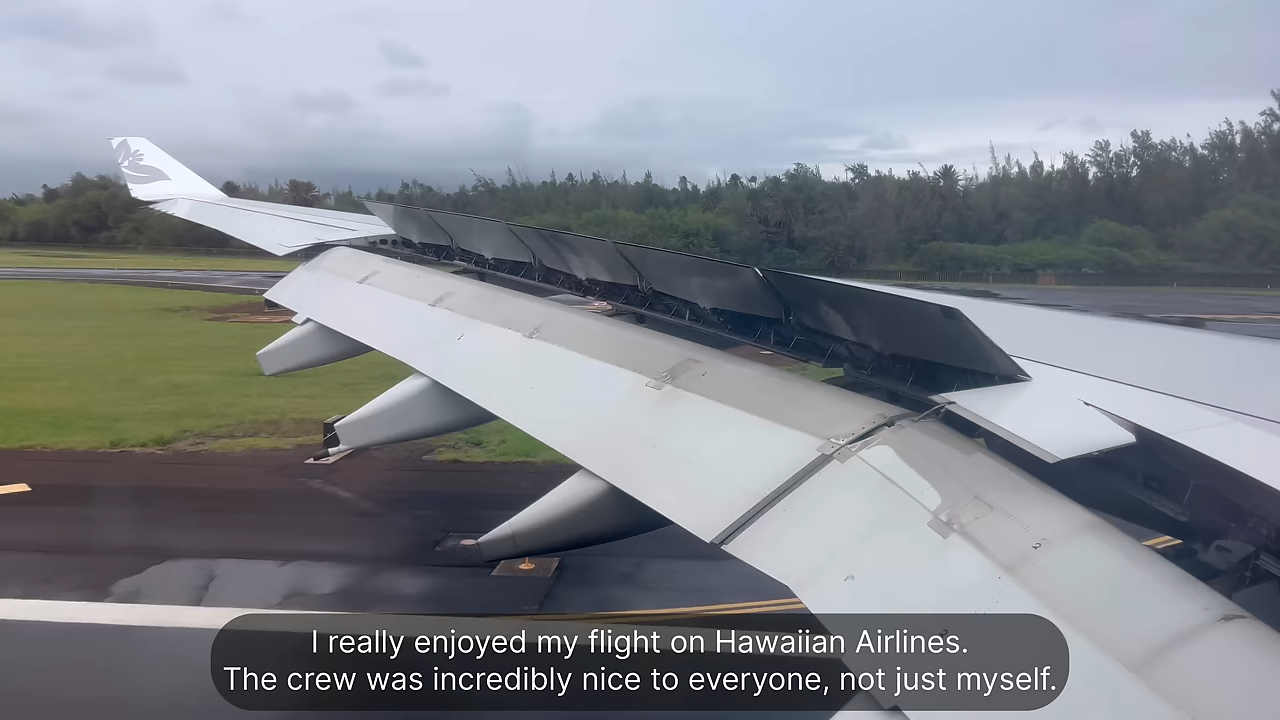 I really enjoyed my flight on Hawaiian Airlines.
The crew was incredibly nice to everyone, not just myself.